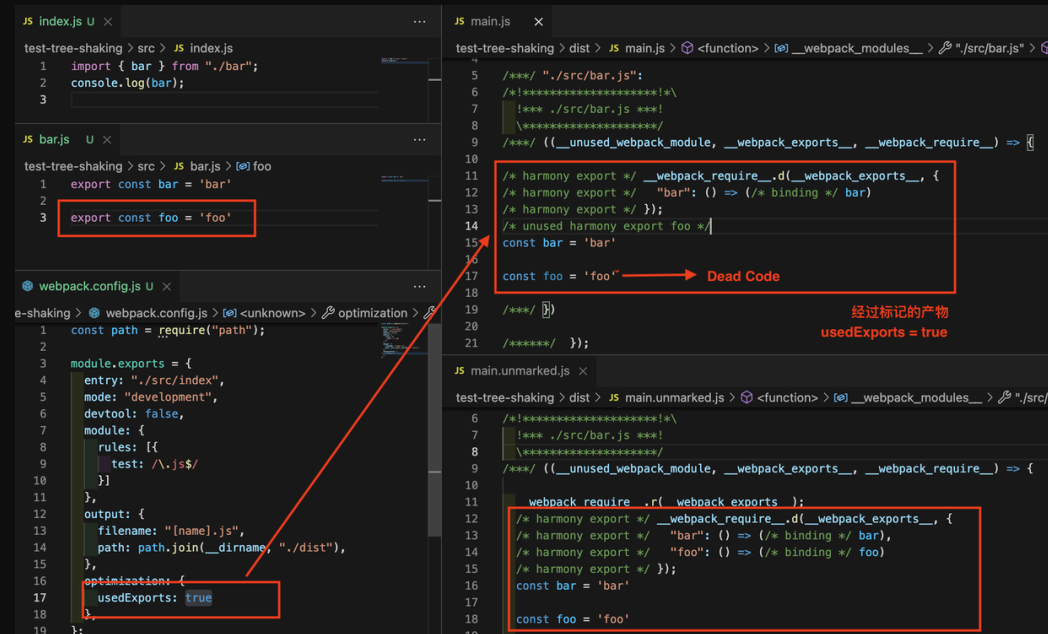 JS index.js U ×
···
test-tree-shaking > src > JS index.js
1 import { bar } from "./bar";
2 console.log(bar);
3
JS bar.js U ×
···
test-tree-shaking > src > JS bar.js > foo
1 export const bar = 'bar'
2
3 export const foo = 'foo'
webpack.config.js U ×
···
e-shaking > webpack.config.js > <unknown> > optimization >
1 const path = require("path");
2
3 module.exports = {
4 entry: "./src/index",
5 mode: "development",
6 devtool: false,
7 module: {
8 rules: [{
9 test: /\.js$/
10 }]
11 },
12 output: {
13 filename: "[name].js",
14 path: path.join(__dirname, "./dist"),
15 },
16 optimization: {
17 usedExports: true
18 },
19 };
JS main.js ×
test-tree-shaking > dist > JS main.js > <function> > __webpack_modules__ > "./src/bar.js" >
4
5 /***/ "./src/bar.js":
6 /*!********************!*\
7 !*** ./src/bar.js ***!
8 \********************/
9 /***/ ((__unused_webpack_module, __webpack_exports__, __webpack_require__) => {
10
11 /* harmony export */ __webpack_require__.d(__webpack_exports__, {
12 /* harmony export */ "bar": () => (/* binding */ bar)
13 /* harmony export */ });
14 /* unused harmony export foo */
15 const bar = 'bar'
16
17 const foo = 'foo' Dead Code
18
19 /***/ })
20
21 /******/ });
经过标记的产物
usedExports = true
JS main.unmarked.js ×
test-tree-shaking > dist > JS main.unmarked.js > <function> > __webpack_modules__ > "./src/
6 /*!********************!*\
7 !*** ./src/bar.js ***!
8 \********************/
9 /***/ ((__unused_webpack_module, __webpack_exports__, __webpack_require__) => {
10
11 __webpack_require__.r(__webpack_exports__);
12 /* harmony export */ __webpack_require__.d(__webpack_exports__, {
13 /* harmony export */ "bar": () => (/* binding */ bar),
14 /* harmony export */ "foo": () => (/* binding */ foo)
15 /* harmony export */ });
16 const bar = 'bar'
17
18 const foo = 'foo'